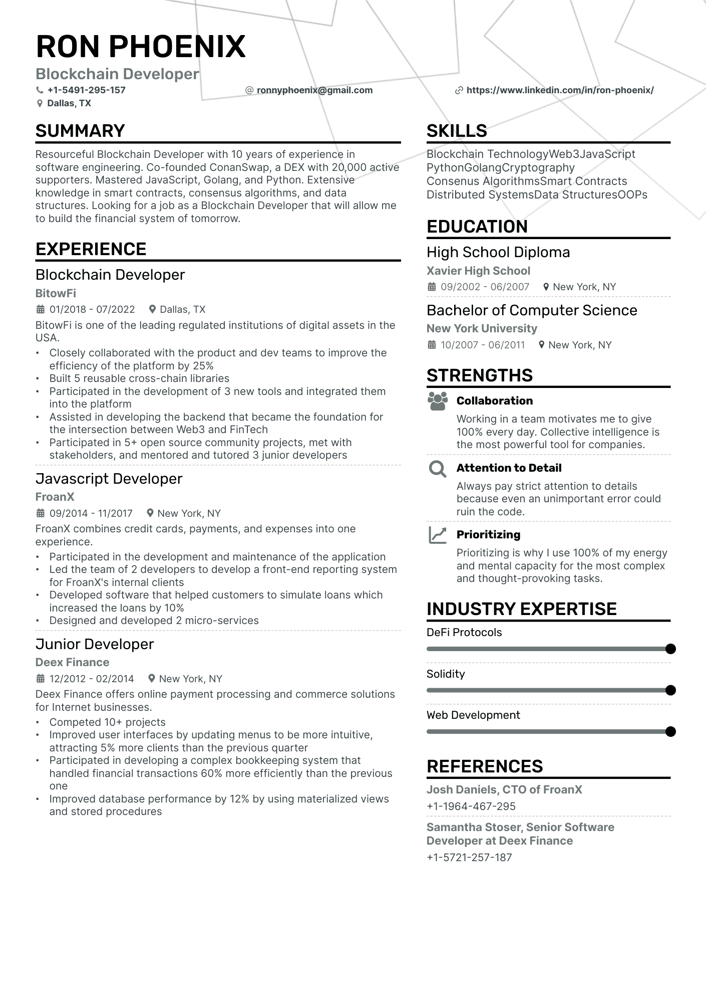 RON PHOENIX
Blockchain Developer
+1-5491-295-157
ronnyphoenix@gmail.com
https://www.linkedin.com/in/ron-phoenix/
Dallas, TX
SUMMARY
Resourceful Blockchain Developer with 10 years of experience in
software engineering. Co-founded ConanSwap, a DEX with 20,000 active
supporters. Mastered JavaScript, Golang, and Python. Extensive
knowledge in smart contracts, consensus algorithms, and data
structures. Looking for a job as a Blockchain Developer that will allow me
to build the financial system of tomorrow.
EXPERIENCE
Blockchain Developer
BitowFi
01/2018 - 07/2022 Dallas, TX
BitowFi is one of the leading regulated institutions of digital assets in the
USA.
• Closely collaborated with the product and dev teams to improve the
efficiency of the platform by 25%
• Built 5 reusable cross-chain libraries
• Participated in the development of 3 new tools and integrated them
into the platform
• Assisted in developing the backend that became the foundation for
the intersection between Web3 and FinTech
• Participated in 5+ open source community projects, met with
stakeholders, and mentored and tutored 3 junior developers
Javascript Developer
FroanX
09/2014 - 11/2017 New York, NY
FroanX combines credit cards, payments, and expenses into one
experience.
• Participated in the development and maintenance of the application
• Led the team of 2 developers to develop a front-end reporting system
for FroanX's internal clients
• Developed software that helped customers to simulate loans which
increased the loans by 10%
• Designed and developed 2 micro-services
Junior Developer
Deex Finance
12/2012 - 02/2014 New York, NY
Deex Finance offers online payment processing and commerce solutions
for Internet businesses.
• Competed 10+ projects
• Improved user interfaces by updating menus to be more intuitive,
attracting 5% more clients than the previous quarter
• Participated in developing a complex bookkeeping system that
handled financial transactions 60% more efficiently than the previous
one
• Improved database performance by 12% by using materialized views
and stored procedures
SKILLS
Blockchain TechnologyWeb3JavaScript
PythonGolangCryptography
Consenus AlgorithmsSmart Contracts
Distributed SystemsData StructuresOOPs
EDUCATION
High School Diploma
Xavier High School
09/2002 - 06/2007 New York, NY
Bachelor of Computer Science
New York University
10/2007 - 06/2011 New York, NY
STRENGTHS
Collaboration
Working in a team motivates me to give
100% every day. Collective intelligence is
the most powerful tool for companies.
Attention to Detail
Always pay strict attention to details
because even an unimportant error could
ruin the code.
Prioritizing
Prioritizing is why I use 100% of my energy
and mental capacity for the most complex
and thought-provoking tasks.
INDUSTRY EXPERTISE
DeFi Protocols
Solidity
Web Development
REFERENCES
Josh Daniels, CTO of FroanX
+1-1964-467-295
Samantha Stoser, Senior Software
Developer at Deex Finance
+1-5721-257-187